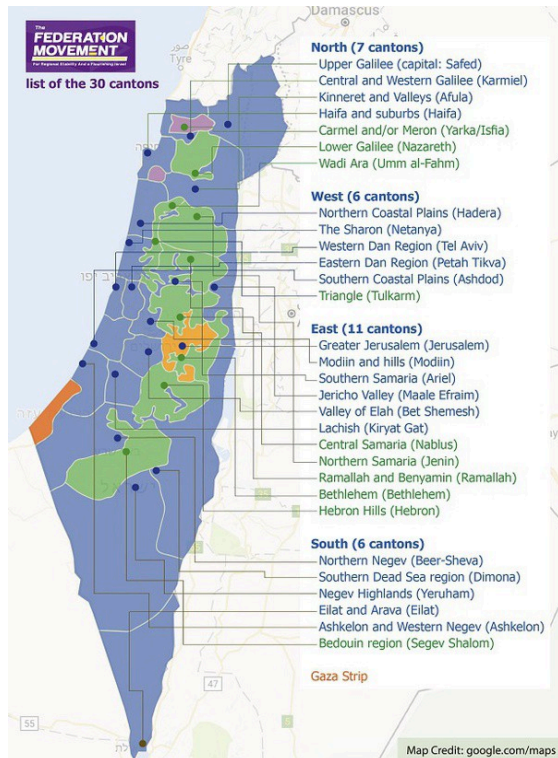 The
FEDERATION
MOVEMENT
For Regional Stability And a Flourishing Israel
list of the 30 cantons
Damascus
Tyre
North (7 cantons)
Upper Galilee (capital: Safed)
Central and Western Galilee (Karmiel)
Kinneret and Valleys (Afula)
Haifa and suburbs (Haifa)
Carmel and/or Meron (Yarka/Isfia)
Lower Galilee (Nazareth)
Wadi Ara (Umm al-Fahm)
West (6 cantons)
Northern Coastal Plains (Hadera)
The Sharon (Netanya)
Western Dan Region (Tel Aviv)
Eastern Dan Region (Petah Tikva)
Southern Coastal Plains (Ashdod)
Triangle (Tulkarm)
East (11 cantons)
Greater Jerusalem (Jerusalem)
Modiin and hills (Modiin)
Southern Samaria (Ariel)
Jericho Valley (Maale Efraim)
Valley of Elah (Bet Shemesh)
Lachish (Kiryat Gat)
Central Samaria (Nablus)
Northern Samaria (Jenin)
Ramallah and Benyamin (Ramallah)
Bethlehem (Bethlehem)
Hebron Hills (Hebron)
South (6 cantons)
Northern Negev (Beer-Sheva)
Southern Dead Sea region (Dimona)
Negev Highlands (Yeruham)
Eilat and Arava (Eilat)
Ashkelon and Western Negev (Ashkelon)
Bedouin region (Segev Shalom)
Gaza Strip
47
55
Map Credit: google.com/maps